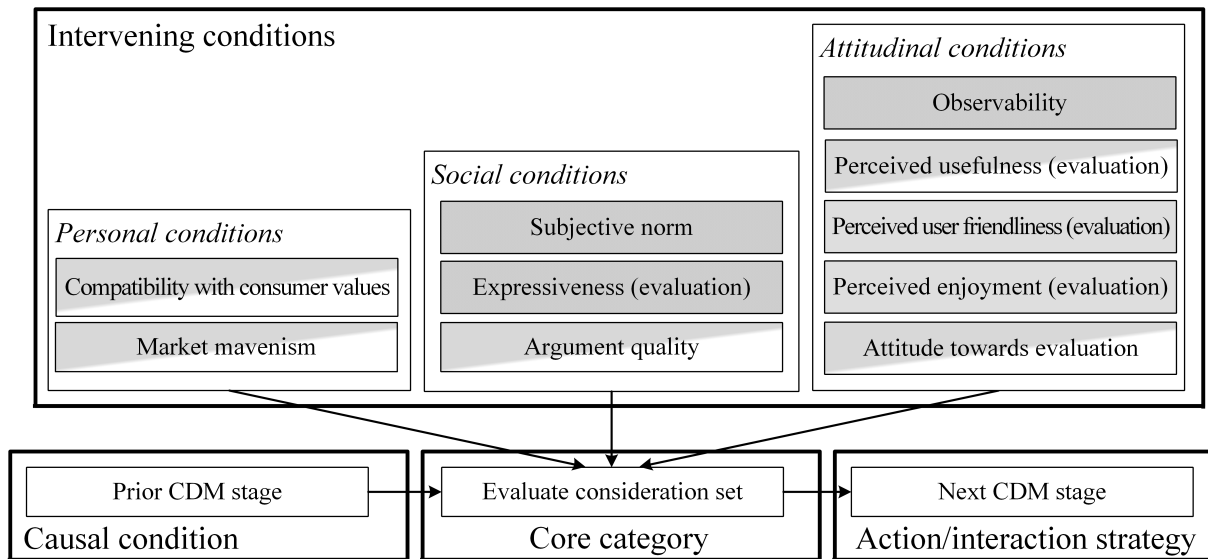 Intervening conditions
Personal conditions
Compatibility with consumer values
Market mavenism
Social conditions
Subjective norm
Expressiveness (evaluation)
Argument quality
Attitudinal conditions
Observability
Perceived usefulness (evaluation)
Perceived user friendliness (evaluation)
Perceived enjoyment (evaluation)
Attitude towards evaluation
Prior CDM stage
Causal condition
Evaluate consideration set
Core category
Next CDM stage
Action/interaction strategy